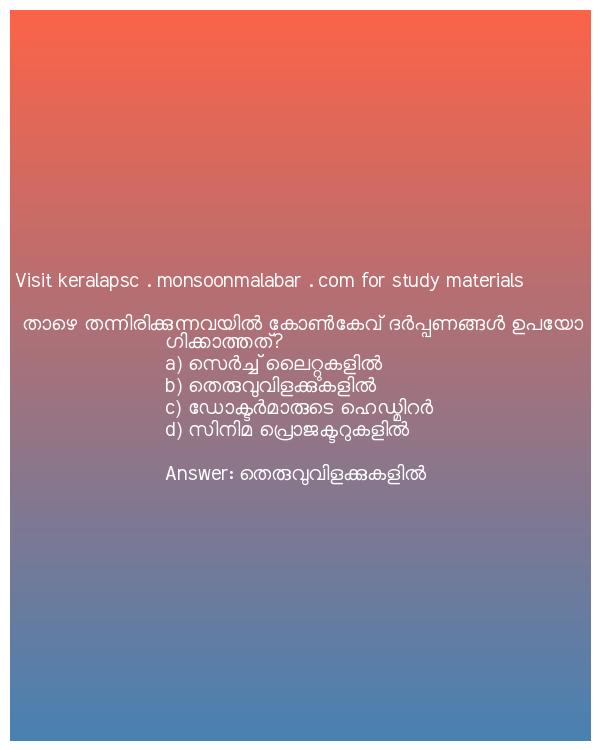 Visit keralapsc . monsoonmalabar . com for study materials
താഴെ തന്നിരിക്കുന്നവയിൽ കോൺകേവ് ദർപ്പണങ്ങൾ ഉപയോ
ഗിക്കാത്തത്?
a) സെർച്ച് ലൈറ്റുകളിൽ
b) തെരുവുവിളക്കുകളിൽ
c) ഡോക്ടർമാരുടെ ഹെഡ്മിറർ
d) സിനിമ പ്രൊജക്ടറുകളിൽ
Answer: തെരുവുവിളക്കുകളിൽ